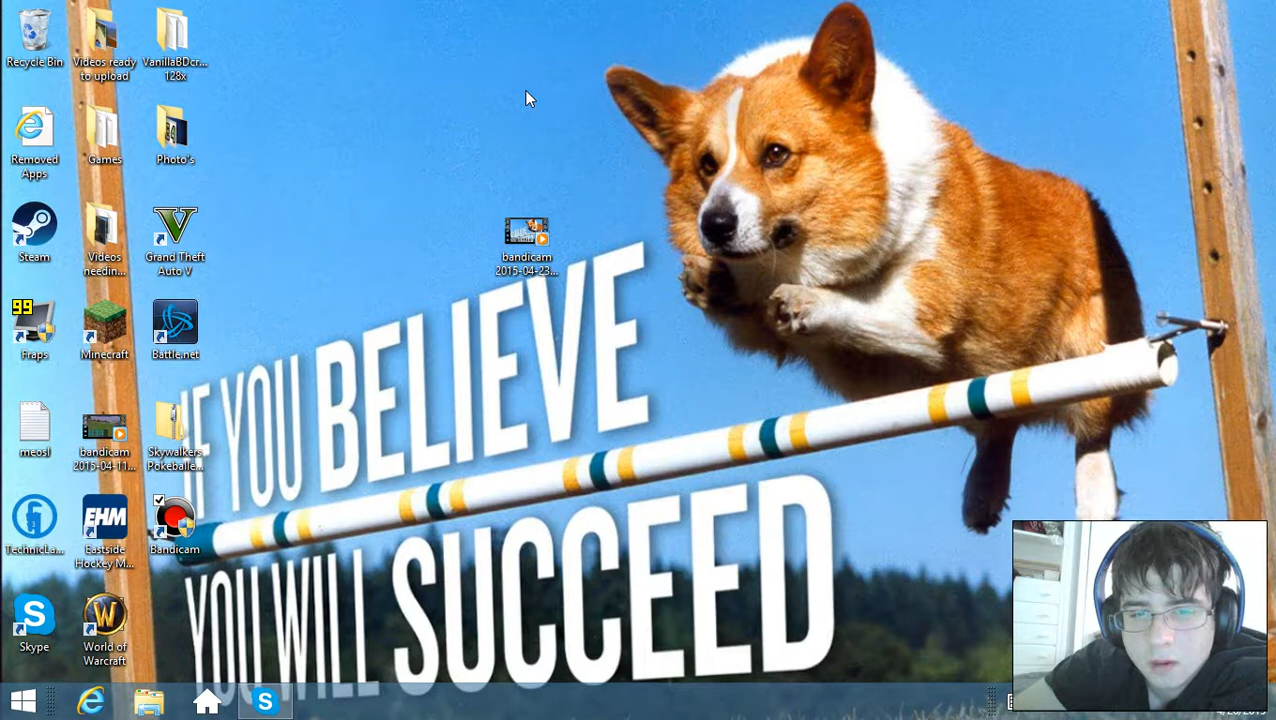 Recycle Bin
Videos ready
to upload
VanillaBDcr...
128x
Removed
Apps
Games
Photo's
Steam
Videos
needin...
Grand Theft
Auto V
99
Fraps
Minecraft
Battle.net
meosl
bandicam
2015-04-11...
Skywalkers
Pokeballe...
TechnicLa...
EHM
Eastside
Hockey M...
Bandicam
Skype
World of
Warcraft
bandicam
2015-04-23...
IF YOU BELIEVE
YOU WILL SUCCEED